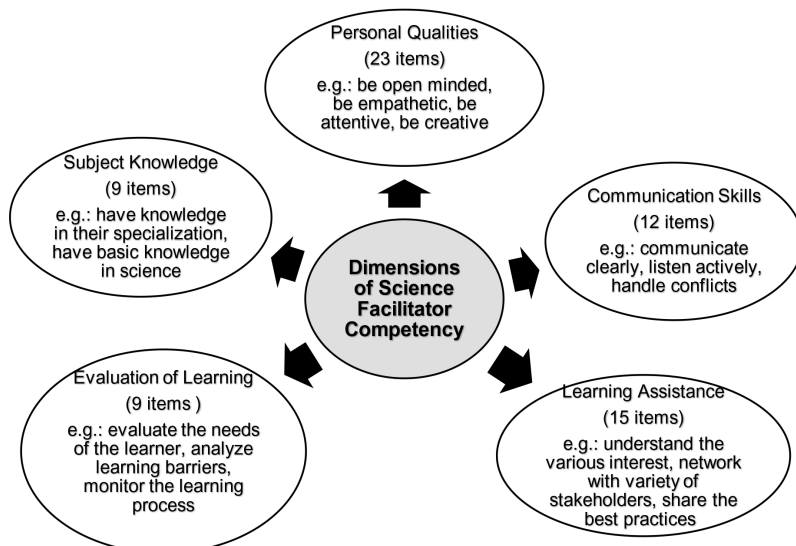 Personal Qualities
(23 items)
e.g.: be open minded,
be empathetic, be
attentive, be creative
Subject Knowledge
(9 items)
e.g.: have knowledge
in their specialization,
have basic knowledge
in science
Communication Skills
(12 items)
e.g.: communicate
clearly, listen actively,
handle conflicts
Dimensions
of Science
Facilitator
Competency
Evaluation of Learning
(9 items )
e.g.: evaluate the needs
of the learner, analyze
learning barriers,
monitor the learning
process
Learning Assistance
(15 items)
e.g.: understand the
various interest, network
with variety of
stakeholders, share the
best practices